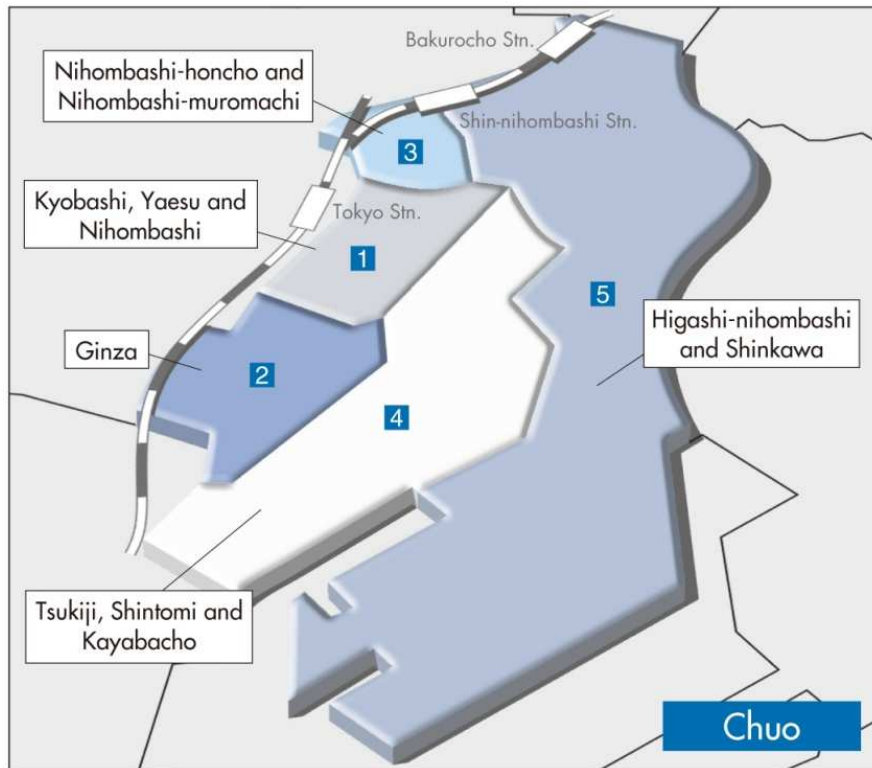 Bakurocho Stn.
Nihombashi-honcho and
Nihombashi-muromachi
Shin-nihombashi Stn.
3
Kyobashi, Yaesu and
Nihombashi
Tokyo Stn.
1
5
Higashi-nihombashi
and Shinkawa
Ginza
2
4
Tsukiji, Shintomi and
Kayabacho
Chuo